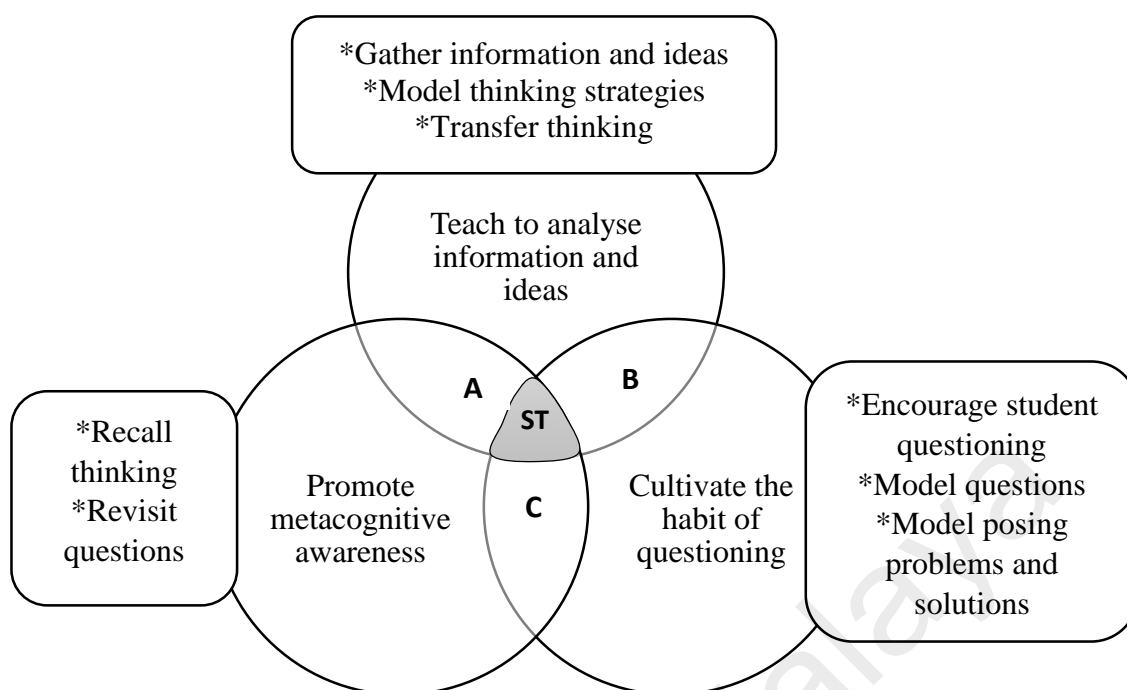 *Gather information and ideas
*Model thinking strategies
*Transfer thinking
Teach to analyse
information and
ideas
A
B
ST
*Recall
thinking
*Revisit
questions
Promote
metacognitive
awareness
C
Cultivate the
habit of
questioning
*Encourage student
questioning
*Model questions
*Model posing
problems and
solutions